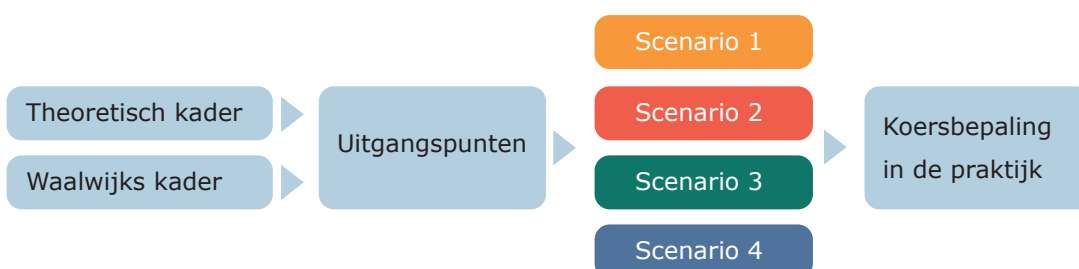 Theoretisch kader
Waalwijks kader
Uitgangspunten
Scenario 1
Scenario 2
Scenario 3
Scenario 4
Koersbepaling
in de praktijk